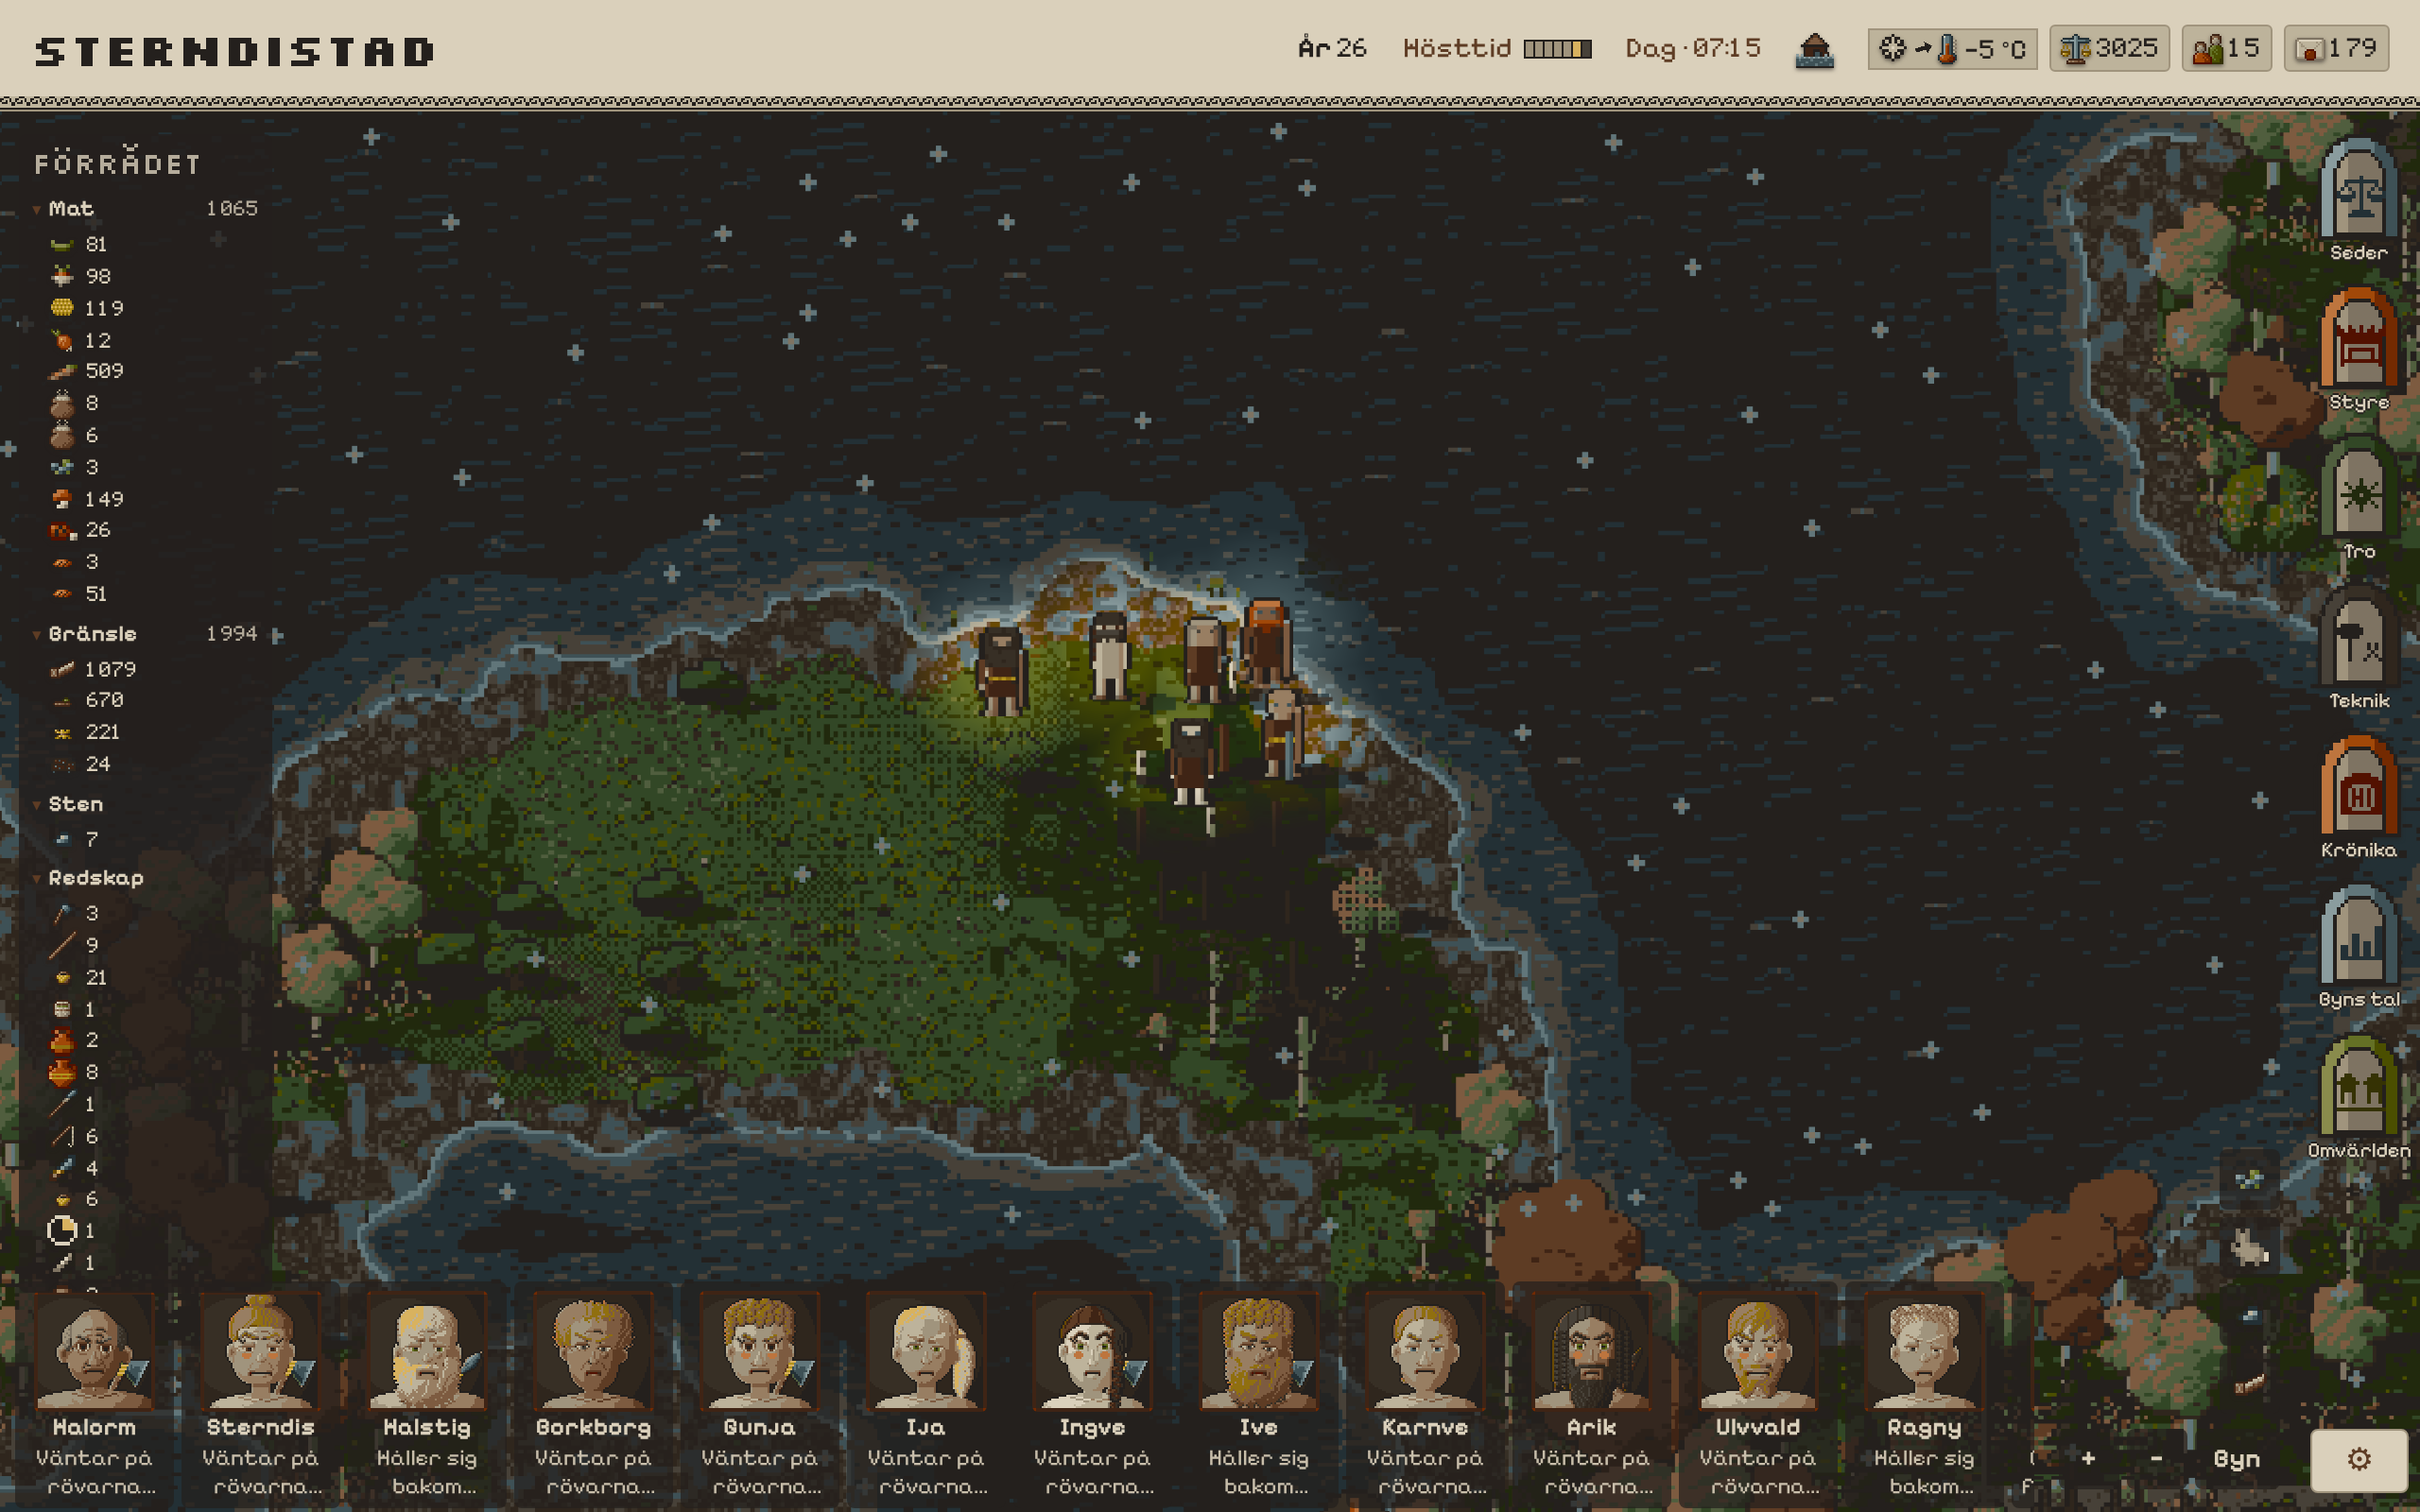 STERNDISTAD
År 26
Hösttid
Dag · 07:15
-5 °C
3025
15
179
FÖRRÅDET
Mat 1065
81
98
119
12
509
8
6
3
149
26
3
51
Bränsle 1994
1079
670
221
24
Sten
7
Redskap
3
9
21
1
2
8
1
6
4
6
1
1
Seder
Styre
Tro
Teknik
Krönika
Byns tal
Omvärlden
Halorm
Väntar på
rövarna...
Sterndis
Väntar på
rövarna...
Halstig
Håller sig
bakom...
Borkborg
Väntar på
rövarna...
Gunja
Väntar på
rövarna...
Ija
Väntar på
rövarna...
Ingve
Väntar på
rövarna...
Ive
Håller sig
bakom...
Karnve
Väntar på
rövarna...
Arik
Väntar på
rövarna...
Ulvvald
Väntar på
rövarna...
Ragny
Håller sig
bakom...
+ - Byn